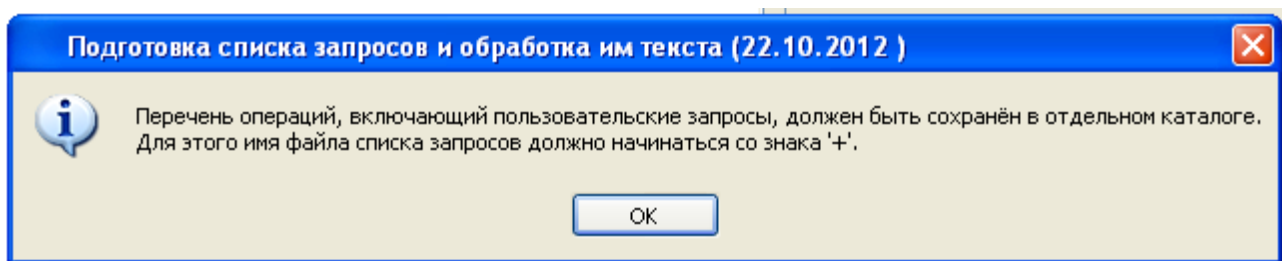 Подготовка списка запросов и обработка им текста (22.10.2012 )
Перечень операций, включающий пользовательские запросы, должен быть сохранён в отдельном каталоге.
Для этого имя файла списка запросов должно начинаться со знака '+'.
OK